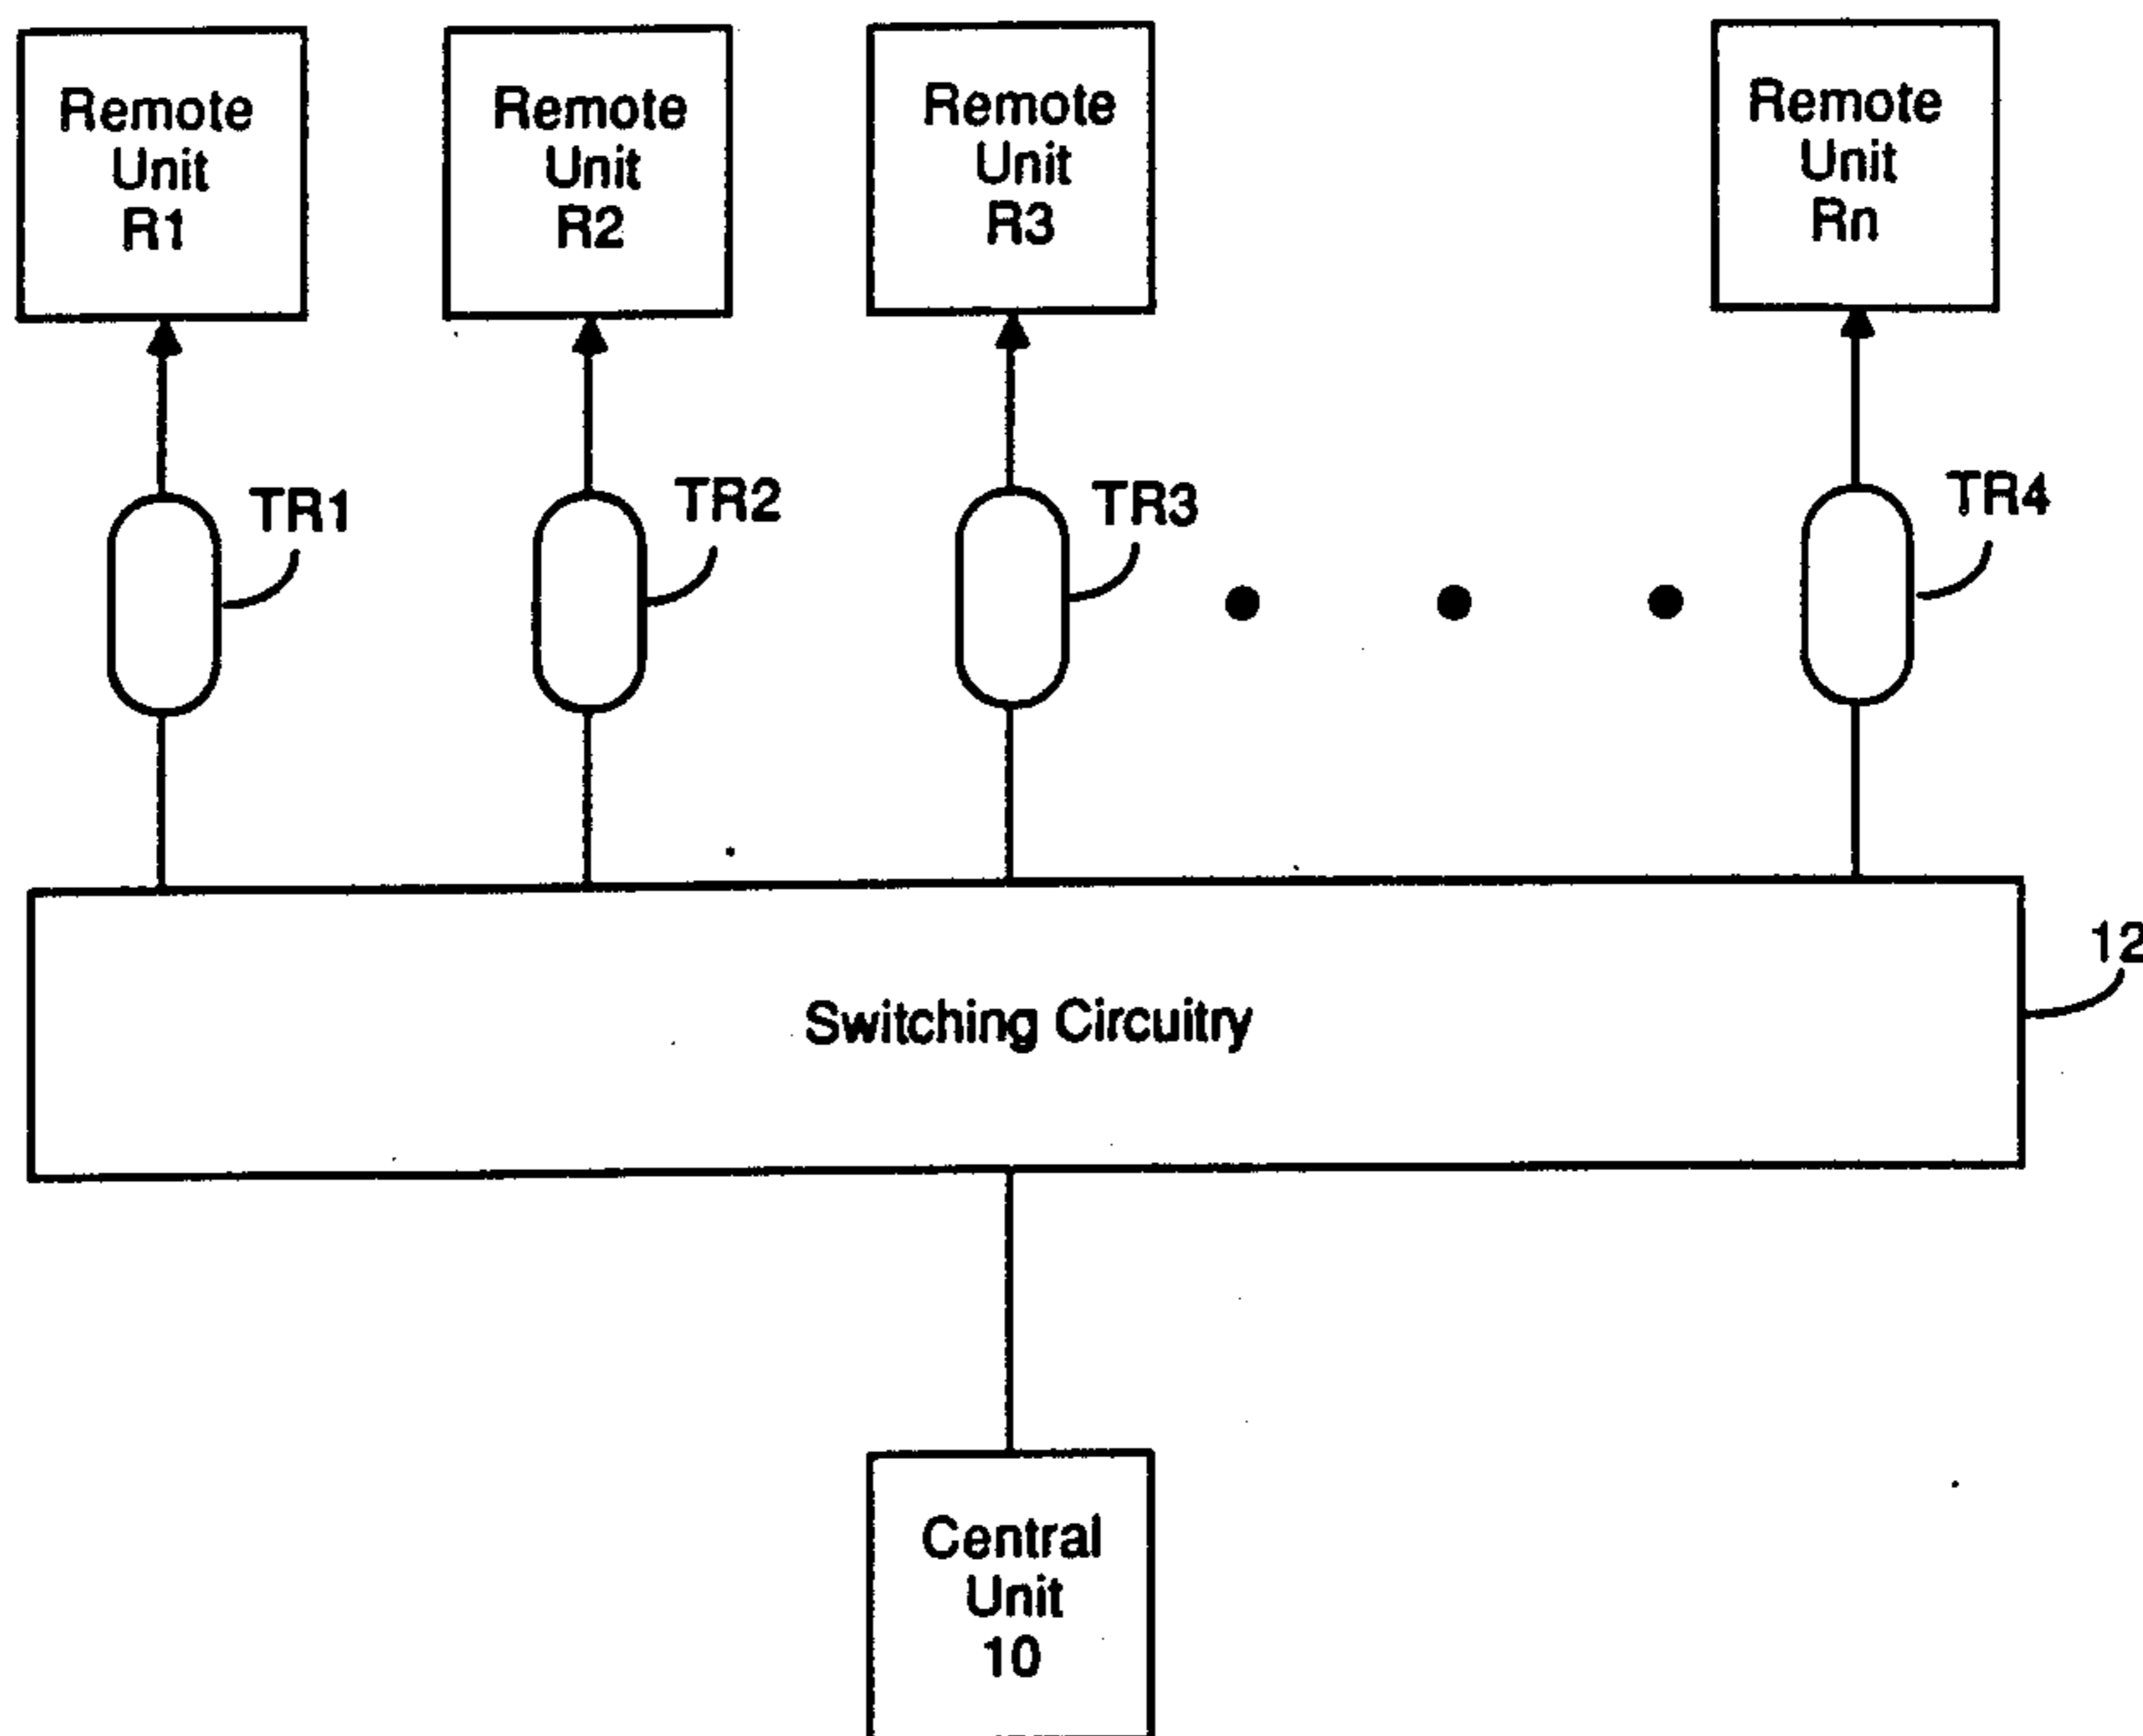 Remote
Unit
R1
Remote
Unit
R2
Remote
Unit
R3
Remote
Unit
Rn
TR1
TR2
TR3
TR4
12
Switching Circuitry
Central
Unit
10